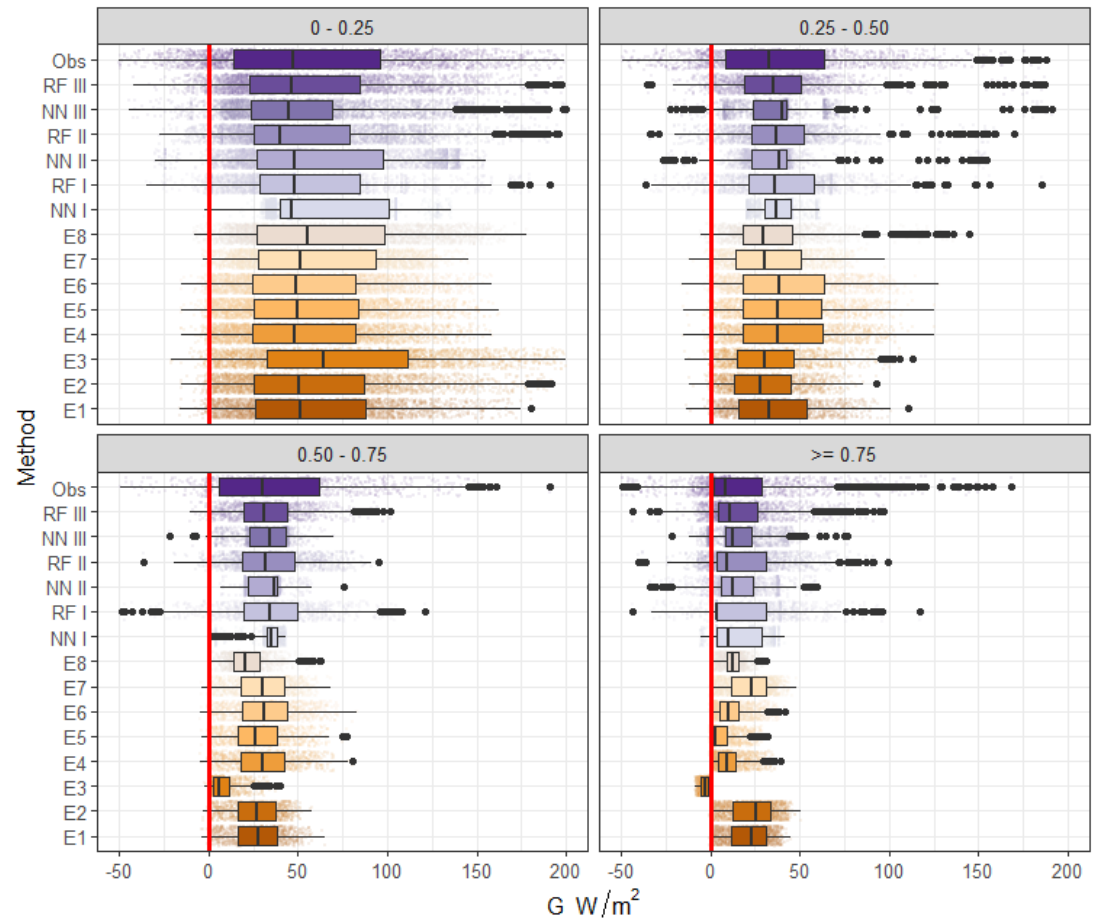 0 - 0.25
0.25 - 0.50
Obs
RF III
NN III
RF II
NN II
RF I
NN I
E8
E7
E6
E5
E4
E3
E2
E1
Method
0.50 - 0.75
>= 0.75
Obs
RF III
NN III
RF II
NN II
RF I
NN I
E8
E7
E6
E5
E4
E3
E2
E1
-50 0 50 100 150 200
-50 0 50 100 150 200
G W/m²